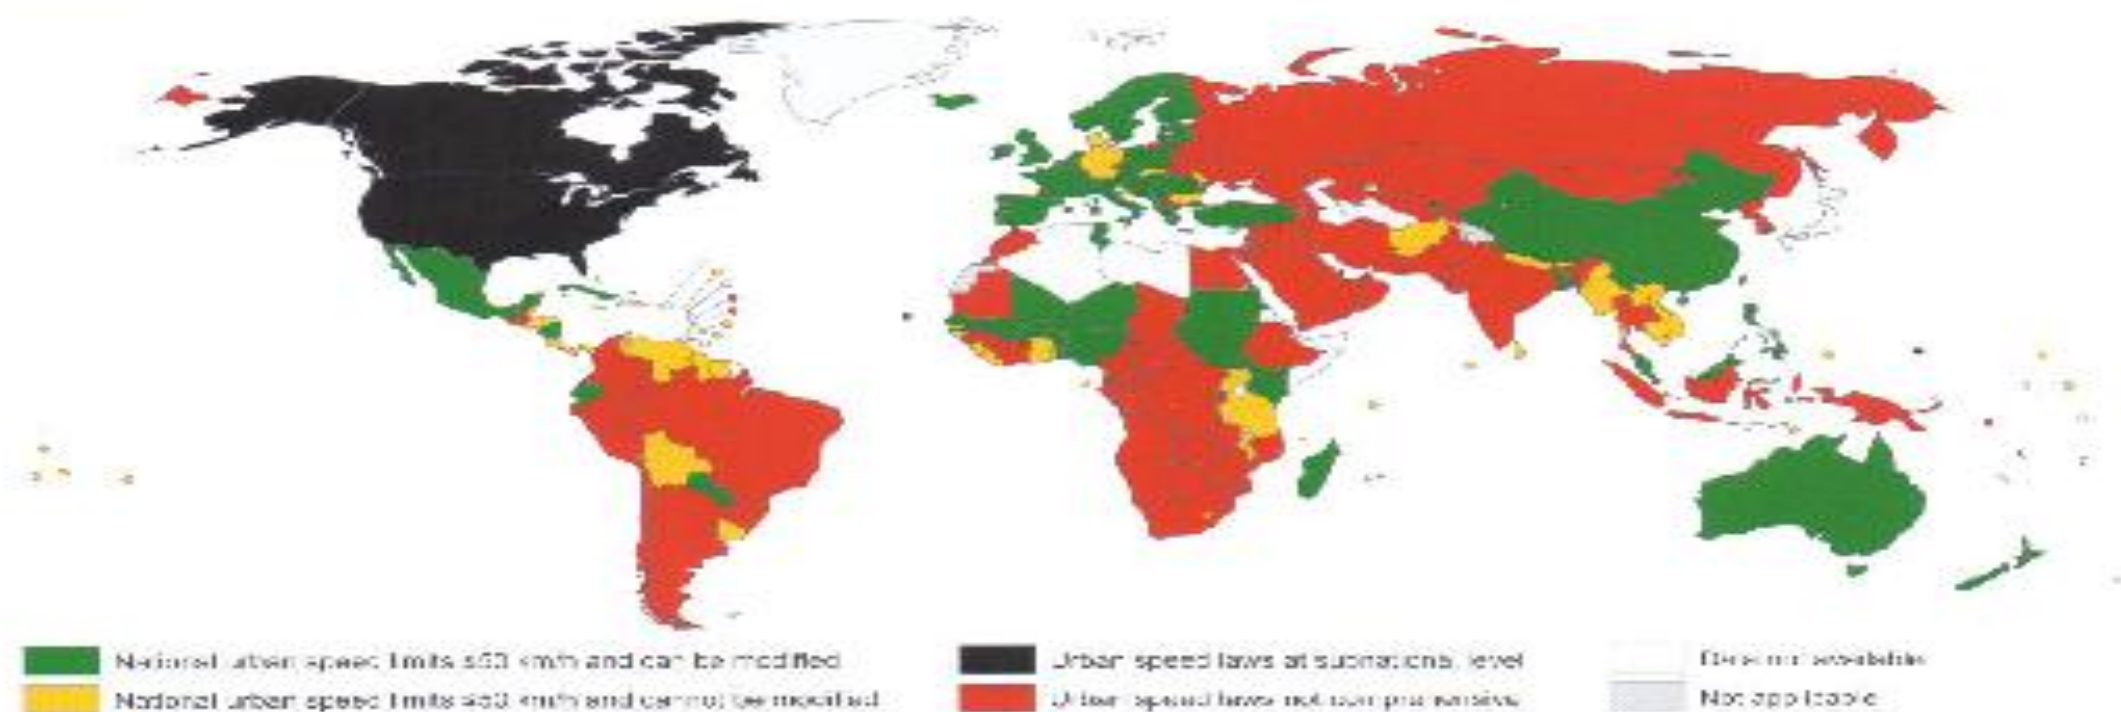 National urban speed limits ≤50 km/h and can be modified
National urban speed limits ≤50 km/h and cannot be modified
Urban speed laws at subnational level
Urban speed laws not comprehensive
Data not available
Not applicable